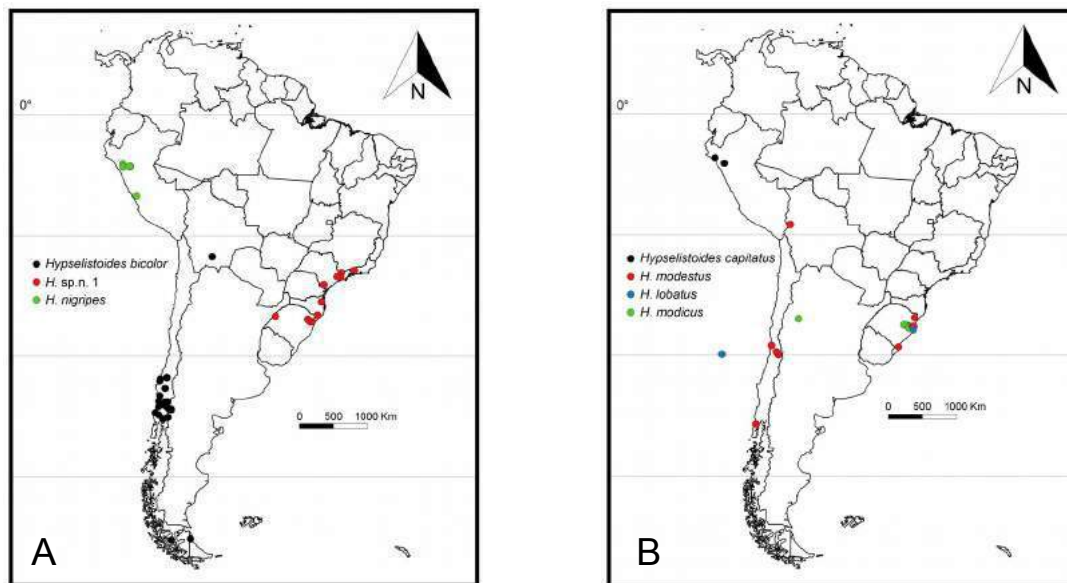 N
0°
Hypselistoides bicolor
H. sp.n. 1
H. nigripes
0 500 1000 Km
A
N
0°
Hypselistoides capitatus
H. modestus
H. lobatus
H. modicus
0 500 1000 Km
B